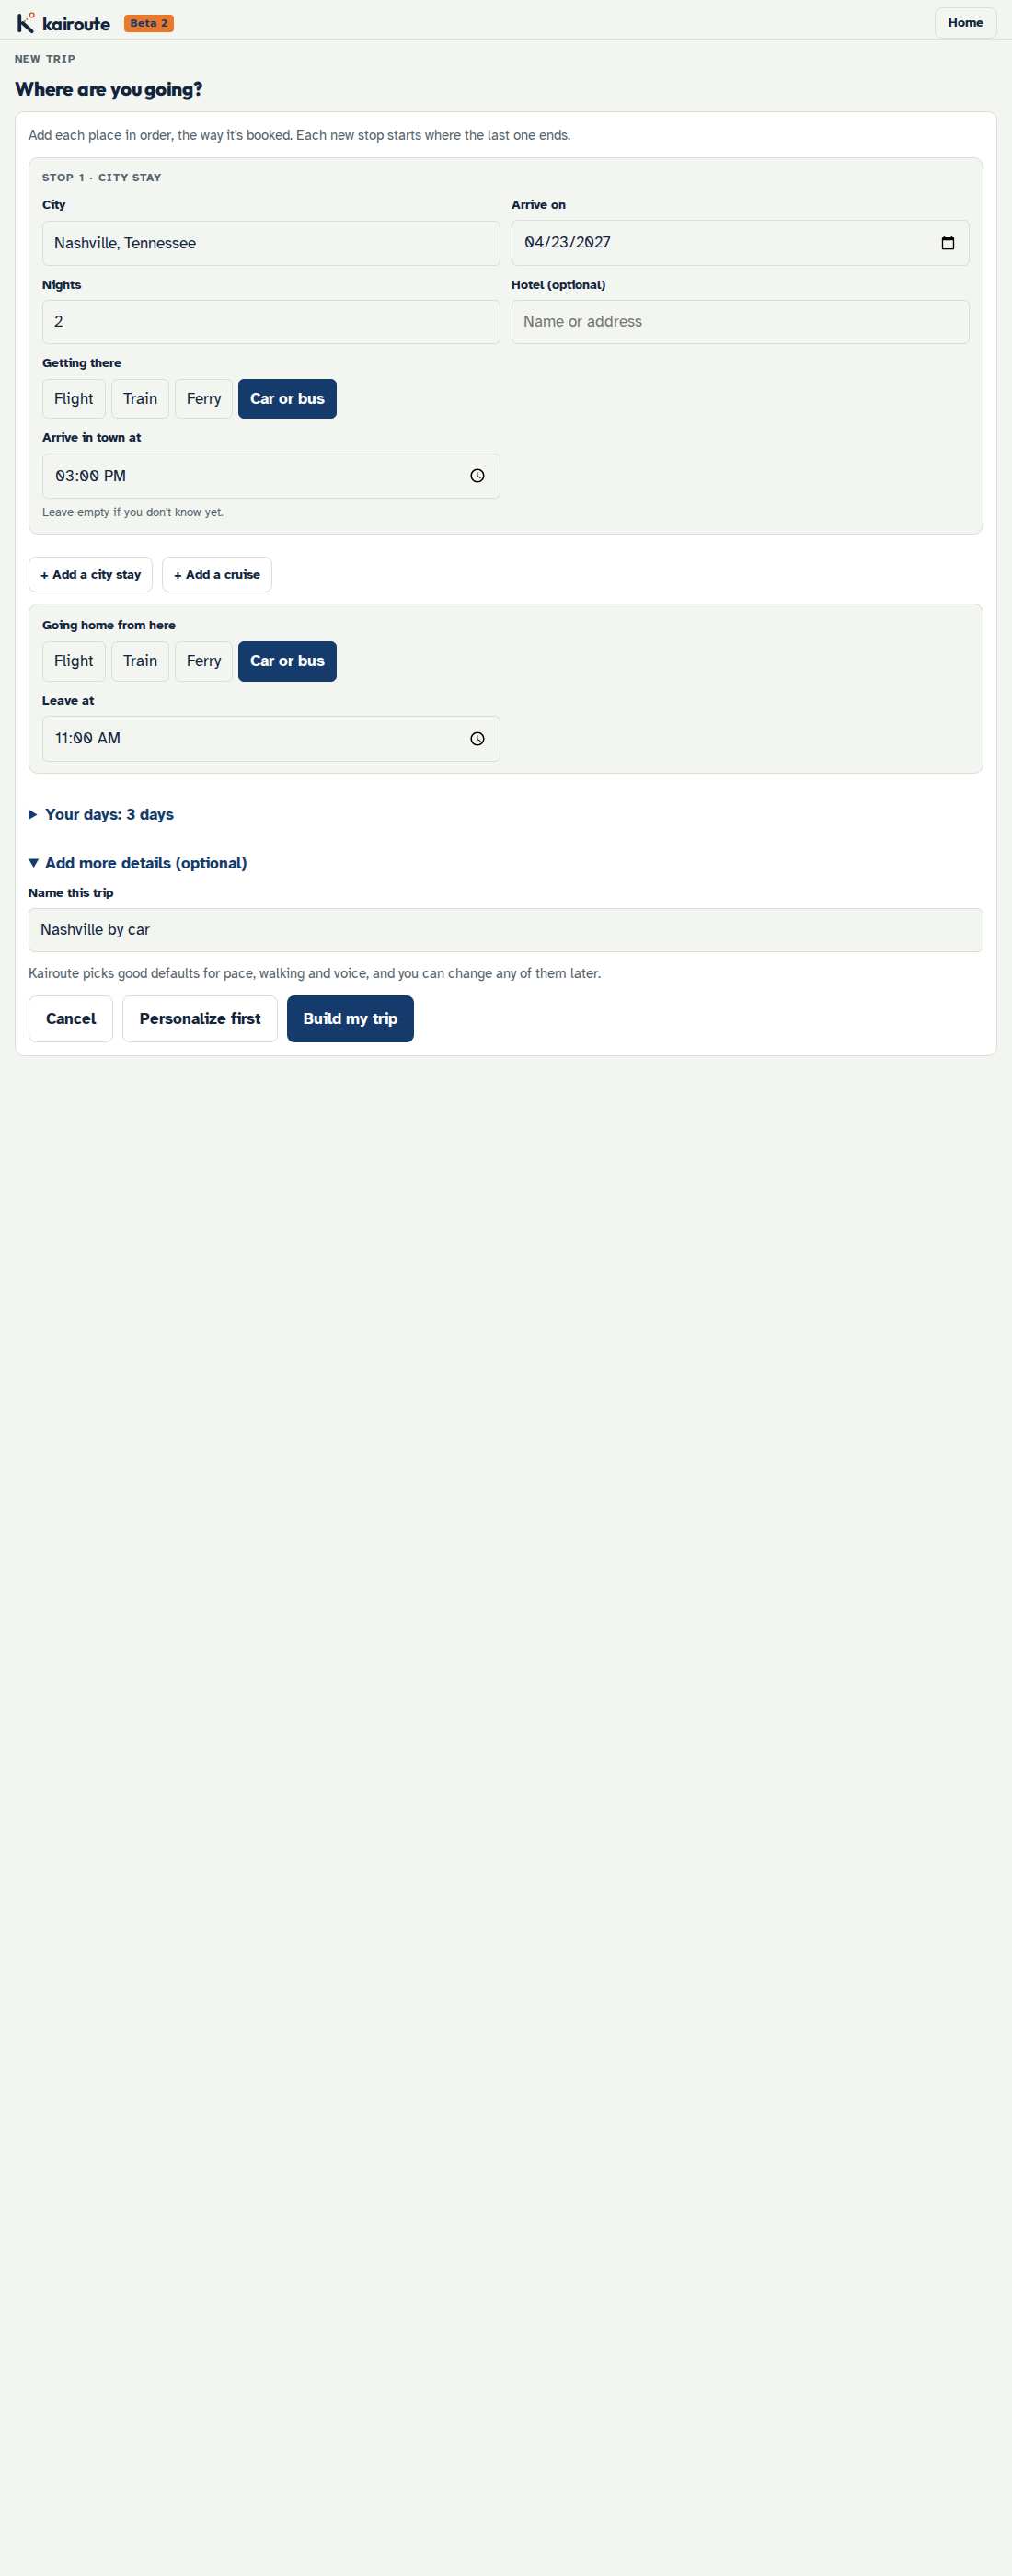 kairoute Beta 2 Home
NEW TRIP
Where are you going?
Add each place in order, the way it's booked. Each new stop starts where the last one ends.
STOP 1 · CITY STAY
City Arrive on
Nashville, Tennessee 04/23/2027
Nights Hotel (optional)
2 Name or address
Getting there
Flight Train Ferry Car or bus
Arrive in town at
03:00 PM
Leave empty if you don't know yet.
+ Add a city stay + Add a cruise
Going home from here
Flight Train Ferry Car or bus
Leave at
11:00 AM
Your days: 3 days
Add more details (optional)
Name this trip
Nashville by car
Kairoute picks good defaults for pace, walking and voice, and you can change any of them later.
Cancel Personalize first Build my trip